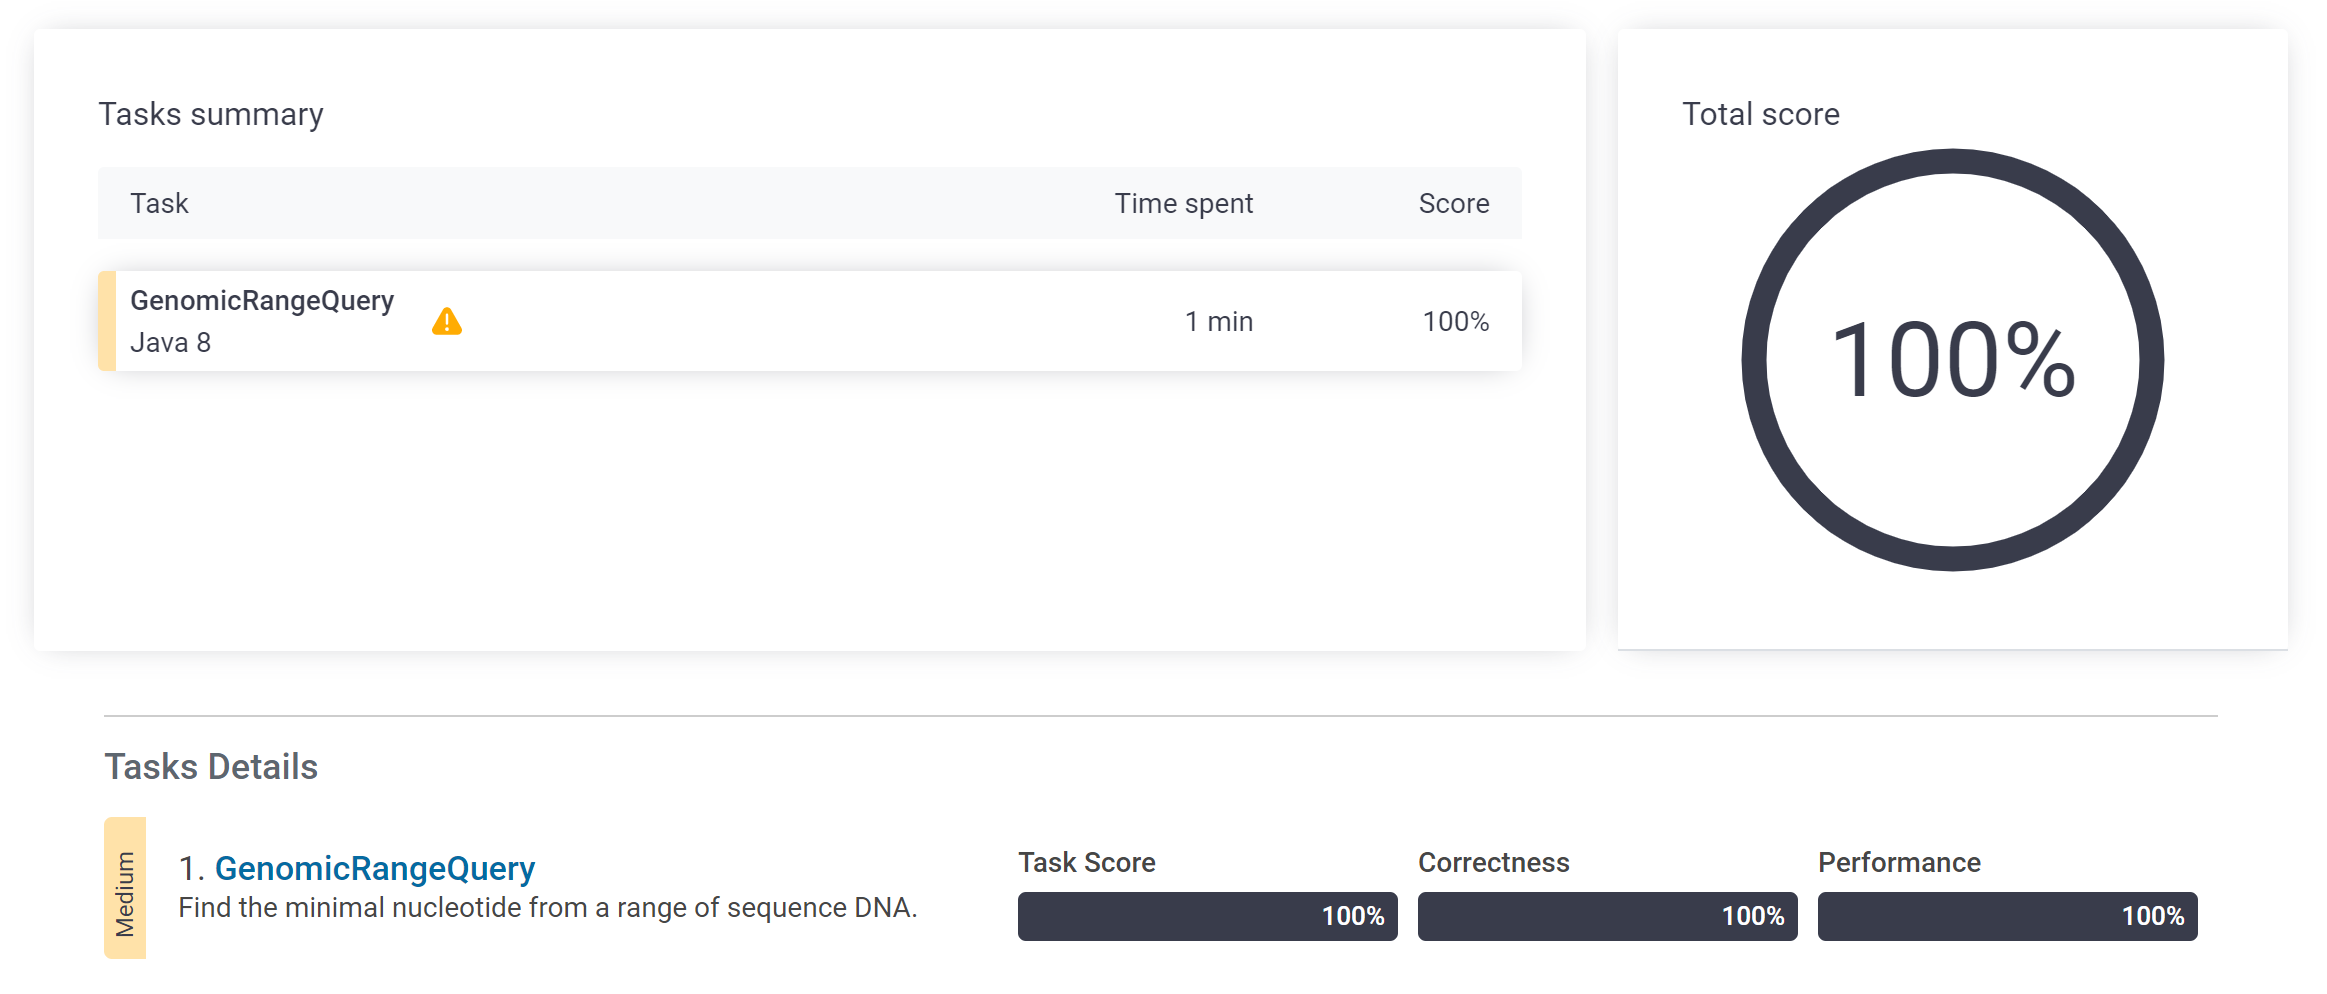 Tasks summary
Task Time spent Score
GenomicRangeQuery
Java 8
1 min 100%
Total score
100%
Tasks Details
Medium
1. GenomicRangeQuery
Find the minimal nucleotide from a range of sequence DNA.
Task Score
100%
Correctness
100%
Performance
100%